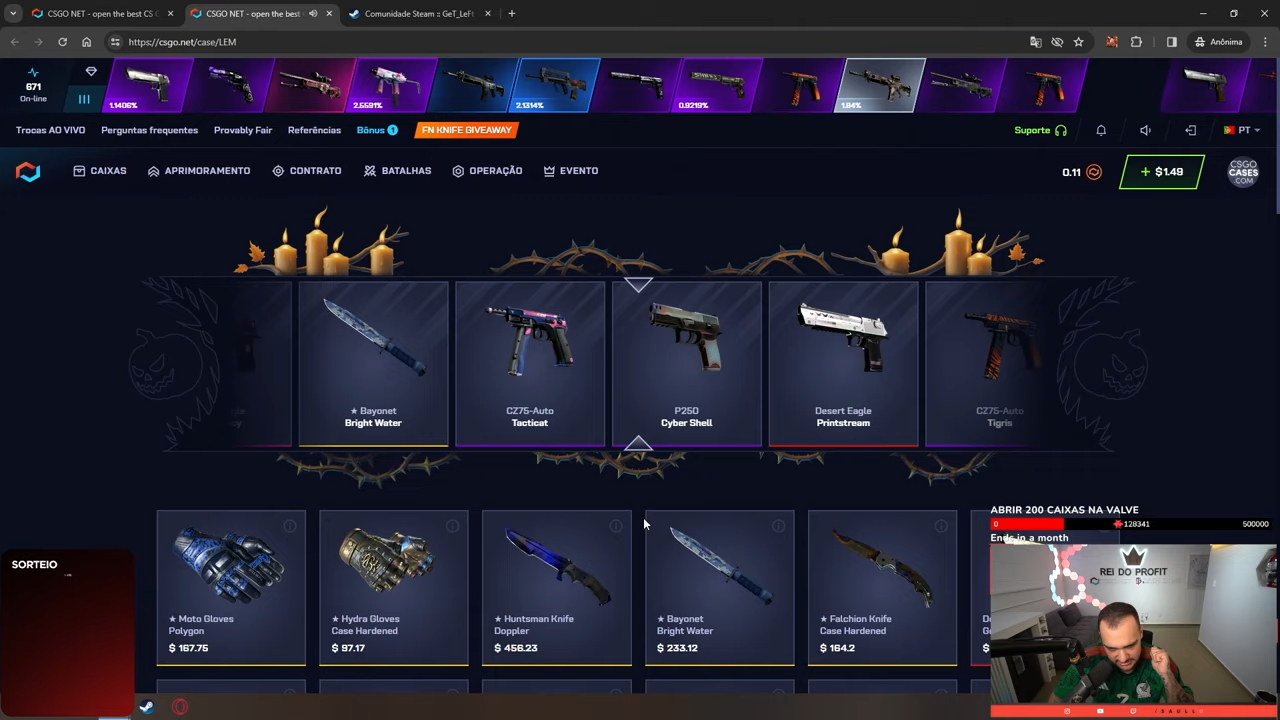 CSGO NET - open the best CS G
CSGO NET - open the best
Comunidade Steam :: GeT_LeFt
https://csgo.net/case/LEM
Anônima
671
On-line
1.1406%
2.5591%
2.1314%
0.9219%
1.84%
Trocas AO VIVO
Perguntas frequentes
Provably Fair
Referências
Bônus 1
FN KNIFE GIVEAWAY
Suporte
PT
CAIXAS
APRIMORAMENTO
CONTRATO
BATALHAS
OPERAÇÃO
EVENTO
0.11
+ $1.49
CSGO
CASES
.COM
★ Bayonet
Bright Water
CZ75-Auto
Tacticat
P250
Cyber Shell
Desert Eagle
Printstream
CZ75-Auto
Tigris
★ Moto Gloves
Polygon
$ 167.75
★ Hydra Gloves
Case Hardened
$ 97.17
★ Huntsman Knife
Doppler
$ 456.23
★ Bayonet
Bright Water
$ 233.12
★ Falchion Knife
Case Hardened
$ 164.2
ABRIR 200 CAIXAS NA VALVE
0
128341
500000
Ends in a month
SORTEIO
REI DO PROFIT
SAULL